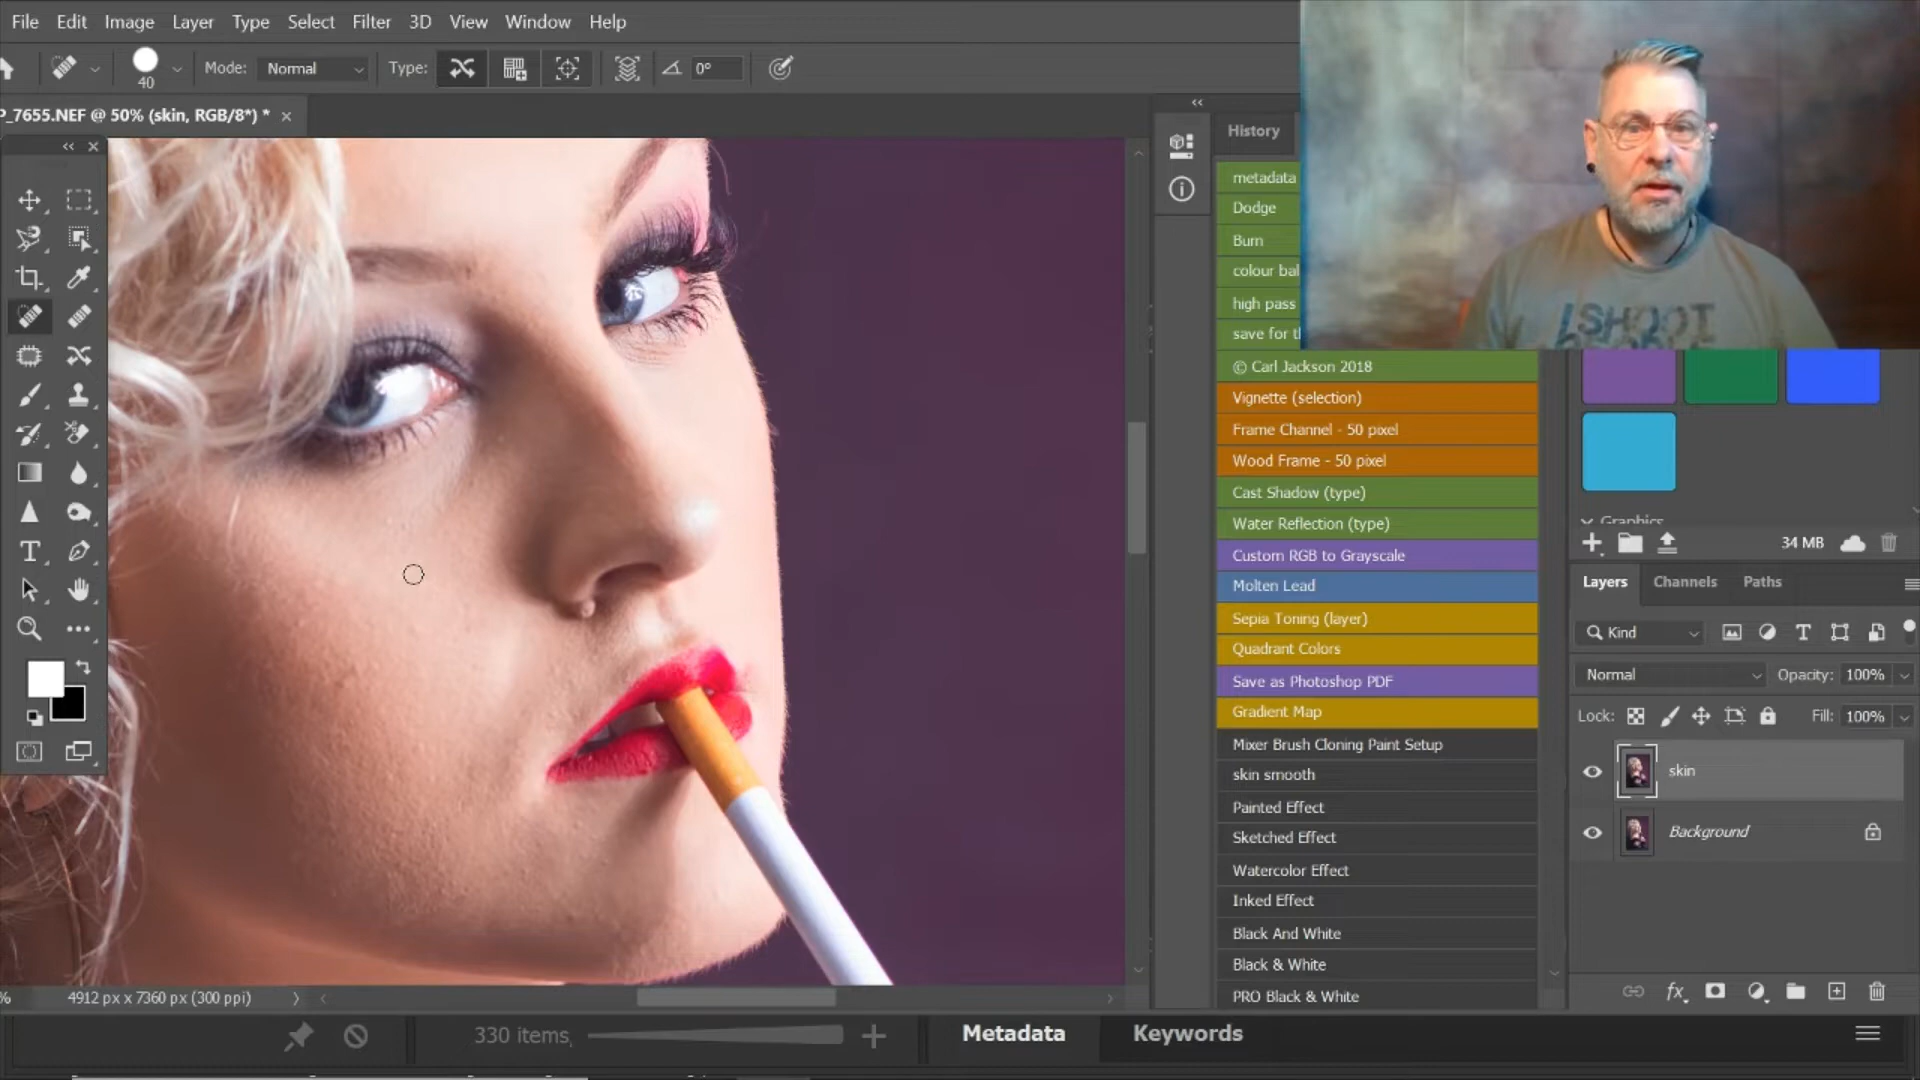 File Edit Image Layer Type Select Filter 3D View Window Help
40 Mode: Normal Type: 0°
P_7655.NEF @ 50% (skin, RGB/8*) *
History
metadata
Dodge
Burn
colour bal
high pass
save for th
© Carl Jackson 2018
Vignette (selection)
Frame Channel - 50 pixel
Wood Frame - 50 pixel
Cast Shadow (type)
Water Reflection (type)
Custom RGB to Grayscale
Molten Lead
Sepia Toning (layer)
Quadrant Colors
Save as Photoshop PDF
Gradient Map
Mixer Brush Cloning Paint Setup
skin smooth
Painted Effect
Sketched Effect
Watercolor Effect
Inked Effect
Black And White
Black & White
PRO Black & White
I SHOOT
Graphics
34 MB
Layers Channels Paths
Kind
Normal Opacity: 100%
Lock: Fill: 100%
skin
Background
% 4912 px x 7360 px (300 ppi)
330 items,
Metadata Keywords